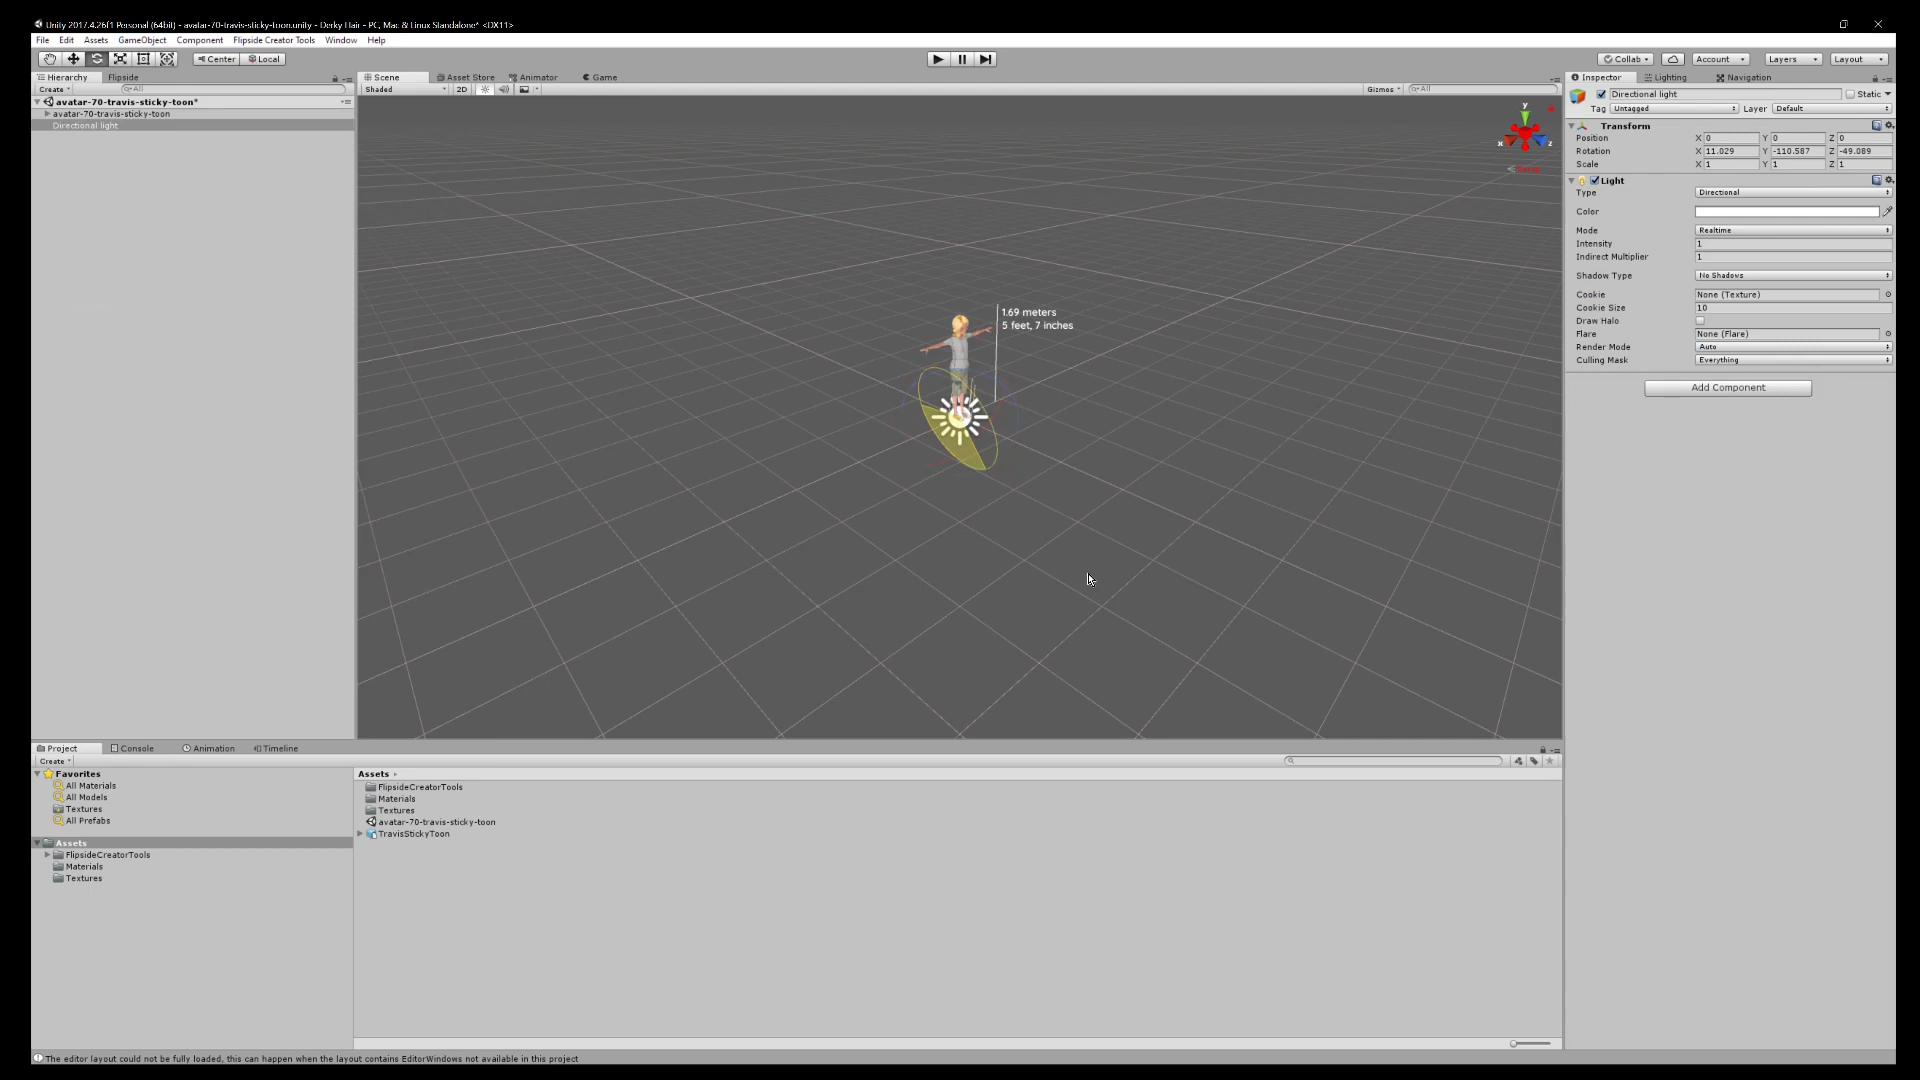 Unity 2017.4.26f1 Personal (64bit) - avatar-70-travis-sticky-toon.unity - Derky Hair - PC, Mac & Linux Standalone* <DX11>
File Edit Assets GameObject Component Flipside Creator Tools Window Help
Center Local Collab Account Layers Layout
Hierarchy Flipside Scene Asset Store Animator Game Inspector Lighting Navigation
Create All Shaded 2D Gizmos All
Directional light Static
avatar-70-travis-sticky-toon*
Tag Untagged Layer Default
avatar-70-travis-sticky-toon
Directional light
y
x z
Transform
Position X 0 Y 0 Z 0
Rotation X 11.029 Y -110.587 Z -49.089
Scale X 1 Y 1 Z 1
Light
Type Directional
Color
Mode Realtime
Intensity 1
Indirect Multiplier 1
Shadow Type No Shadows
Cookie None (Texture)
Cookie Size 10
Draw Halo
Flare None (Flare)
Render Mode Auto
Culling Mask Everything
Add Component
1.69 meters
5 feet, 7 inches
Project Console Animation Timeline
Create
Favorites
All Materials
All Models
Textures
All Prefabs
Assets
FlipsideCreatorTools
Materials
Textures
Assets
FlipsideCreatorTools
Materials
Textures
avatar-70-travis-sticky-toon
TravisStickyToon
The editor layout could not be fully loaded, this can happen when the layout contains EditorWindows not available in this project